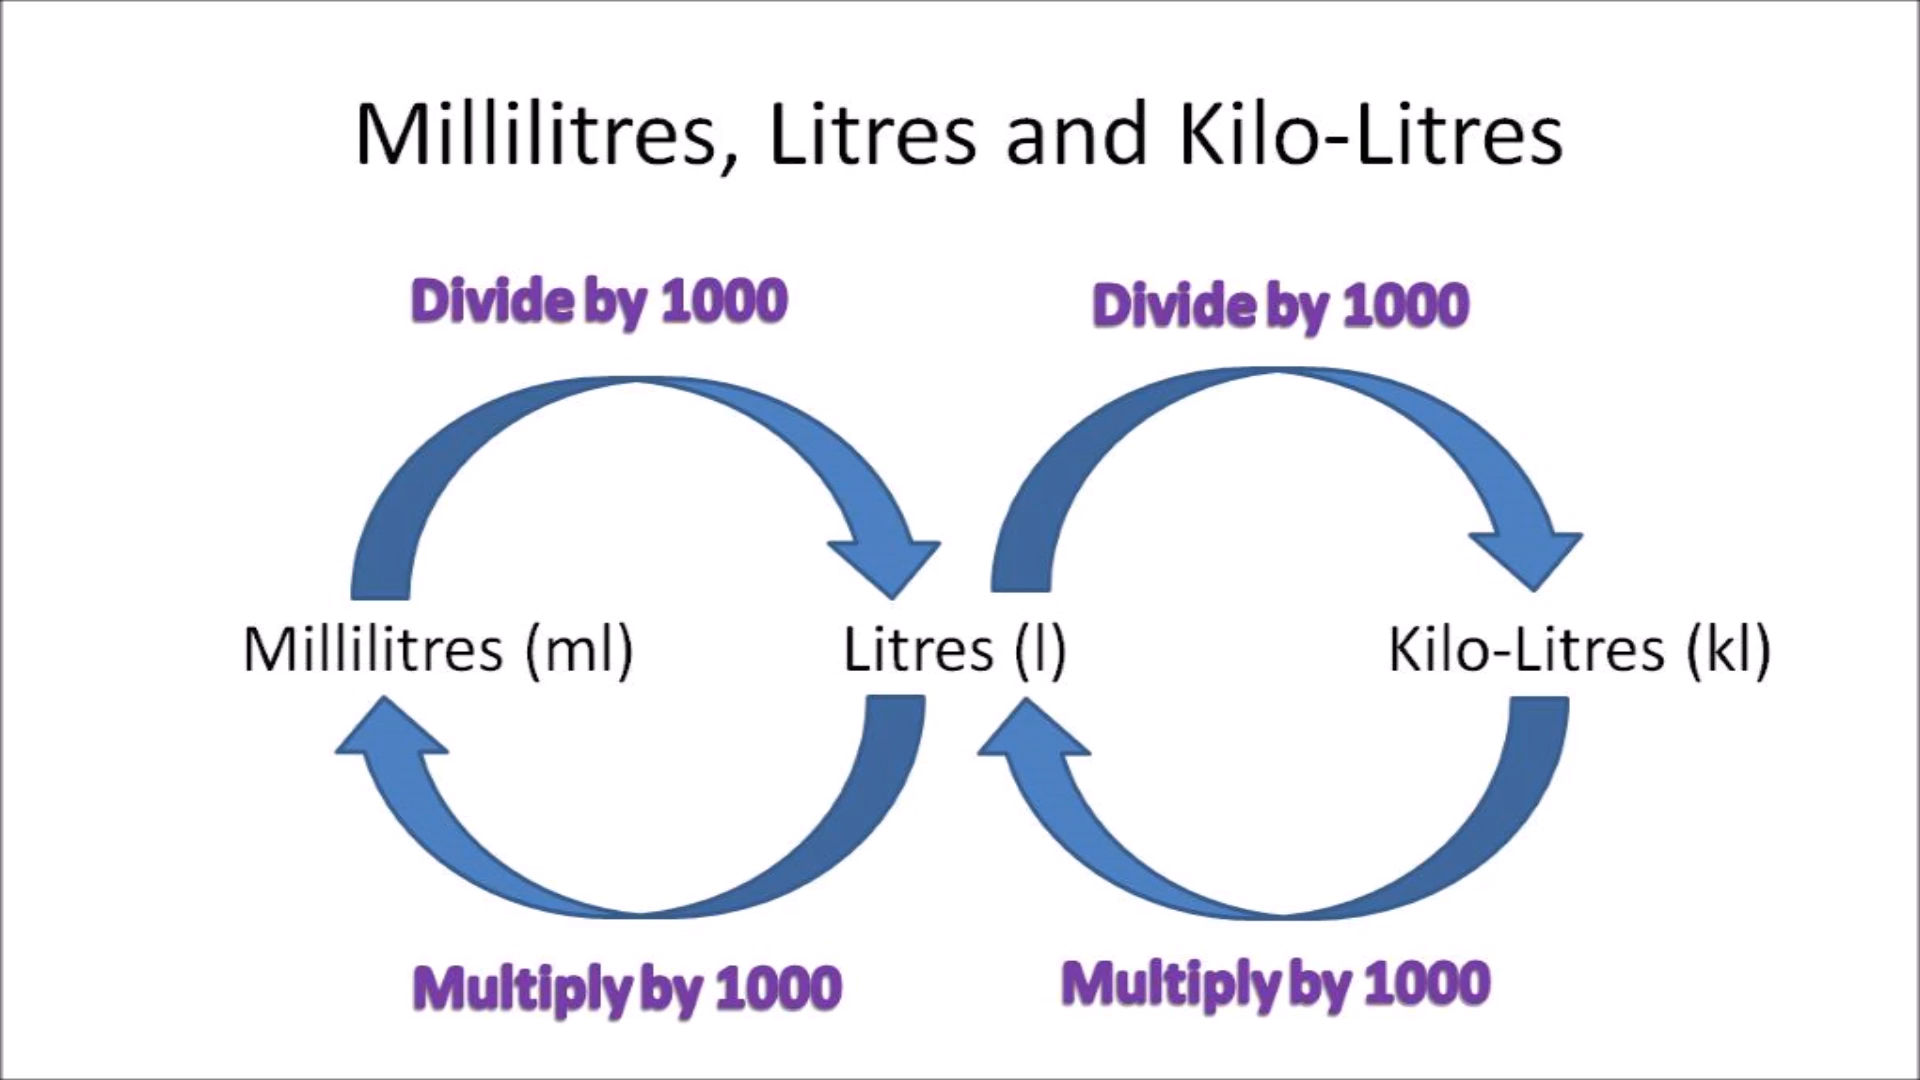 Millilitres, Litres and Kilo-Litres
Divide by 1000
Divide by 1000
Millilitres (ml)
Litres (l)
Kilo-Litres (kl)
Multiply by 1000
Multiply by 1000